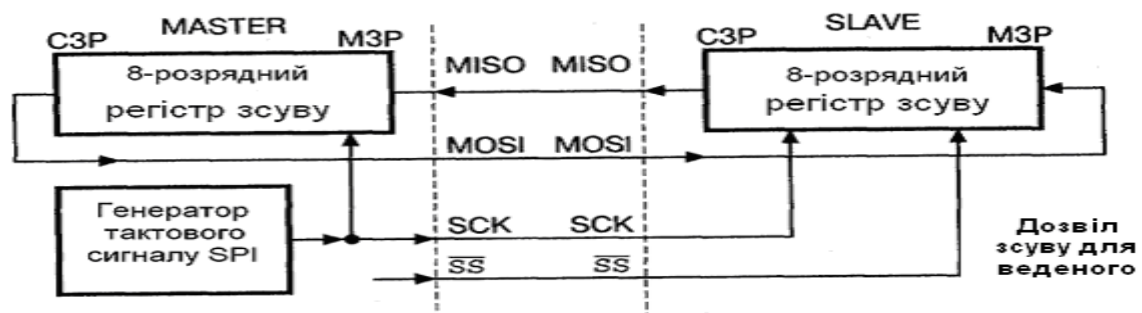 MASTER
SLAVE
СЗР МЗР
СЗР МЗР
8-розрядний
регістр зсуву
MISO MISO
8-розрядний
регістр зсуву
MOSI MOSI
Генератор
тактового
сигналу SPI
SCK SCK
SS SS
Дозвіл
зсуву для
веденого